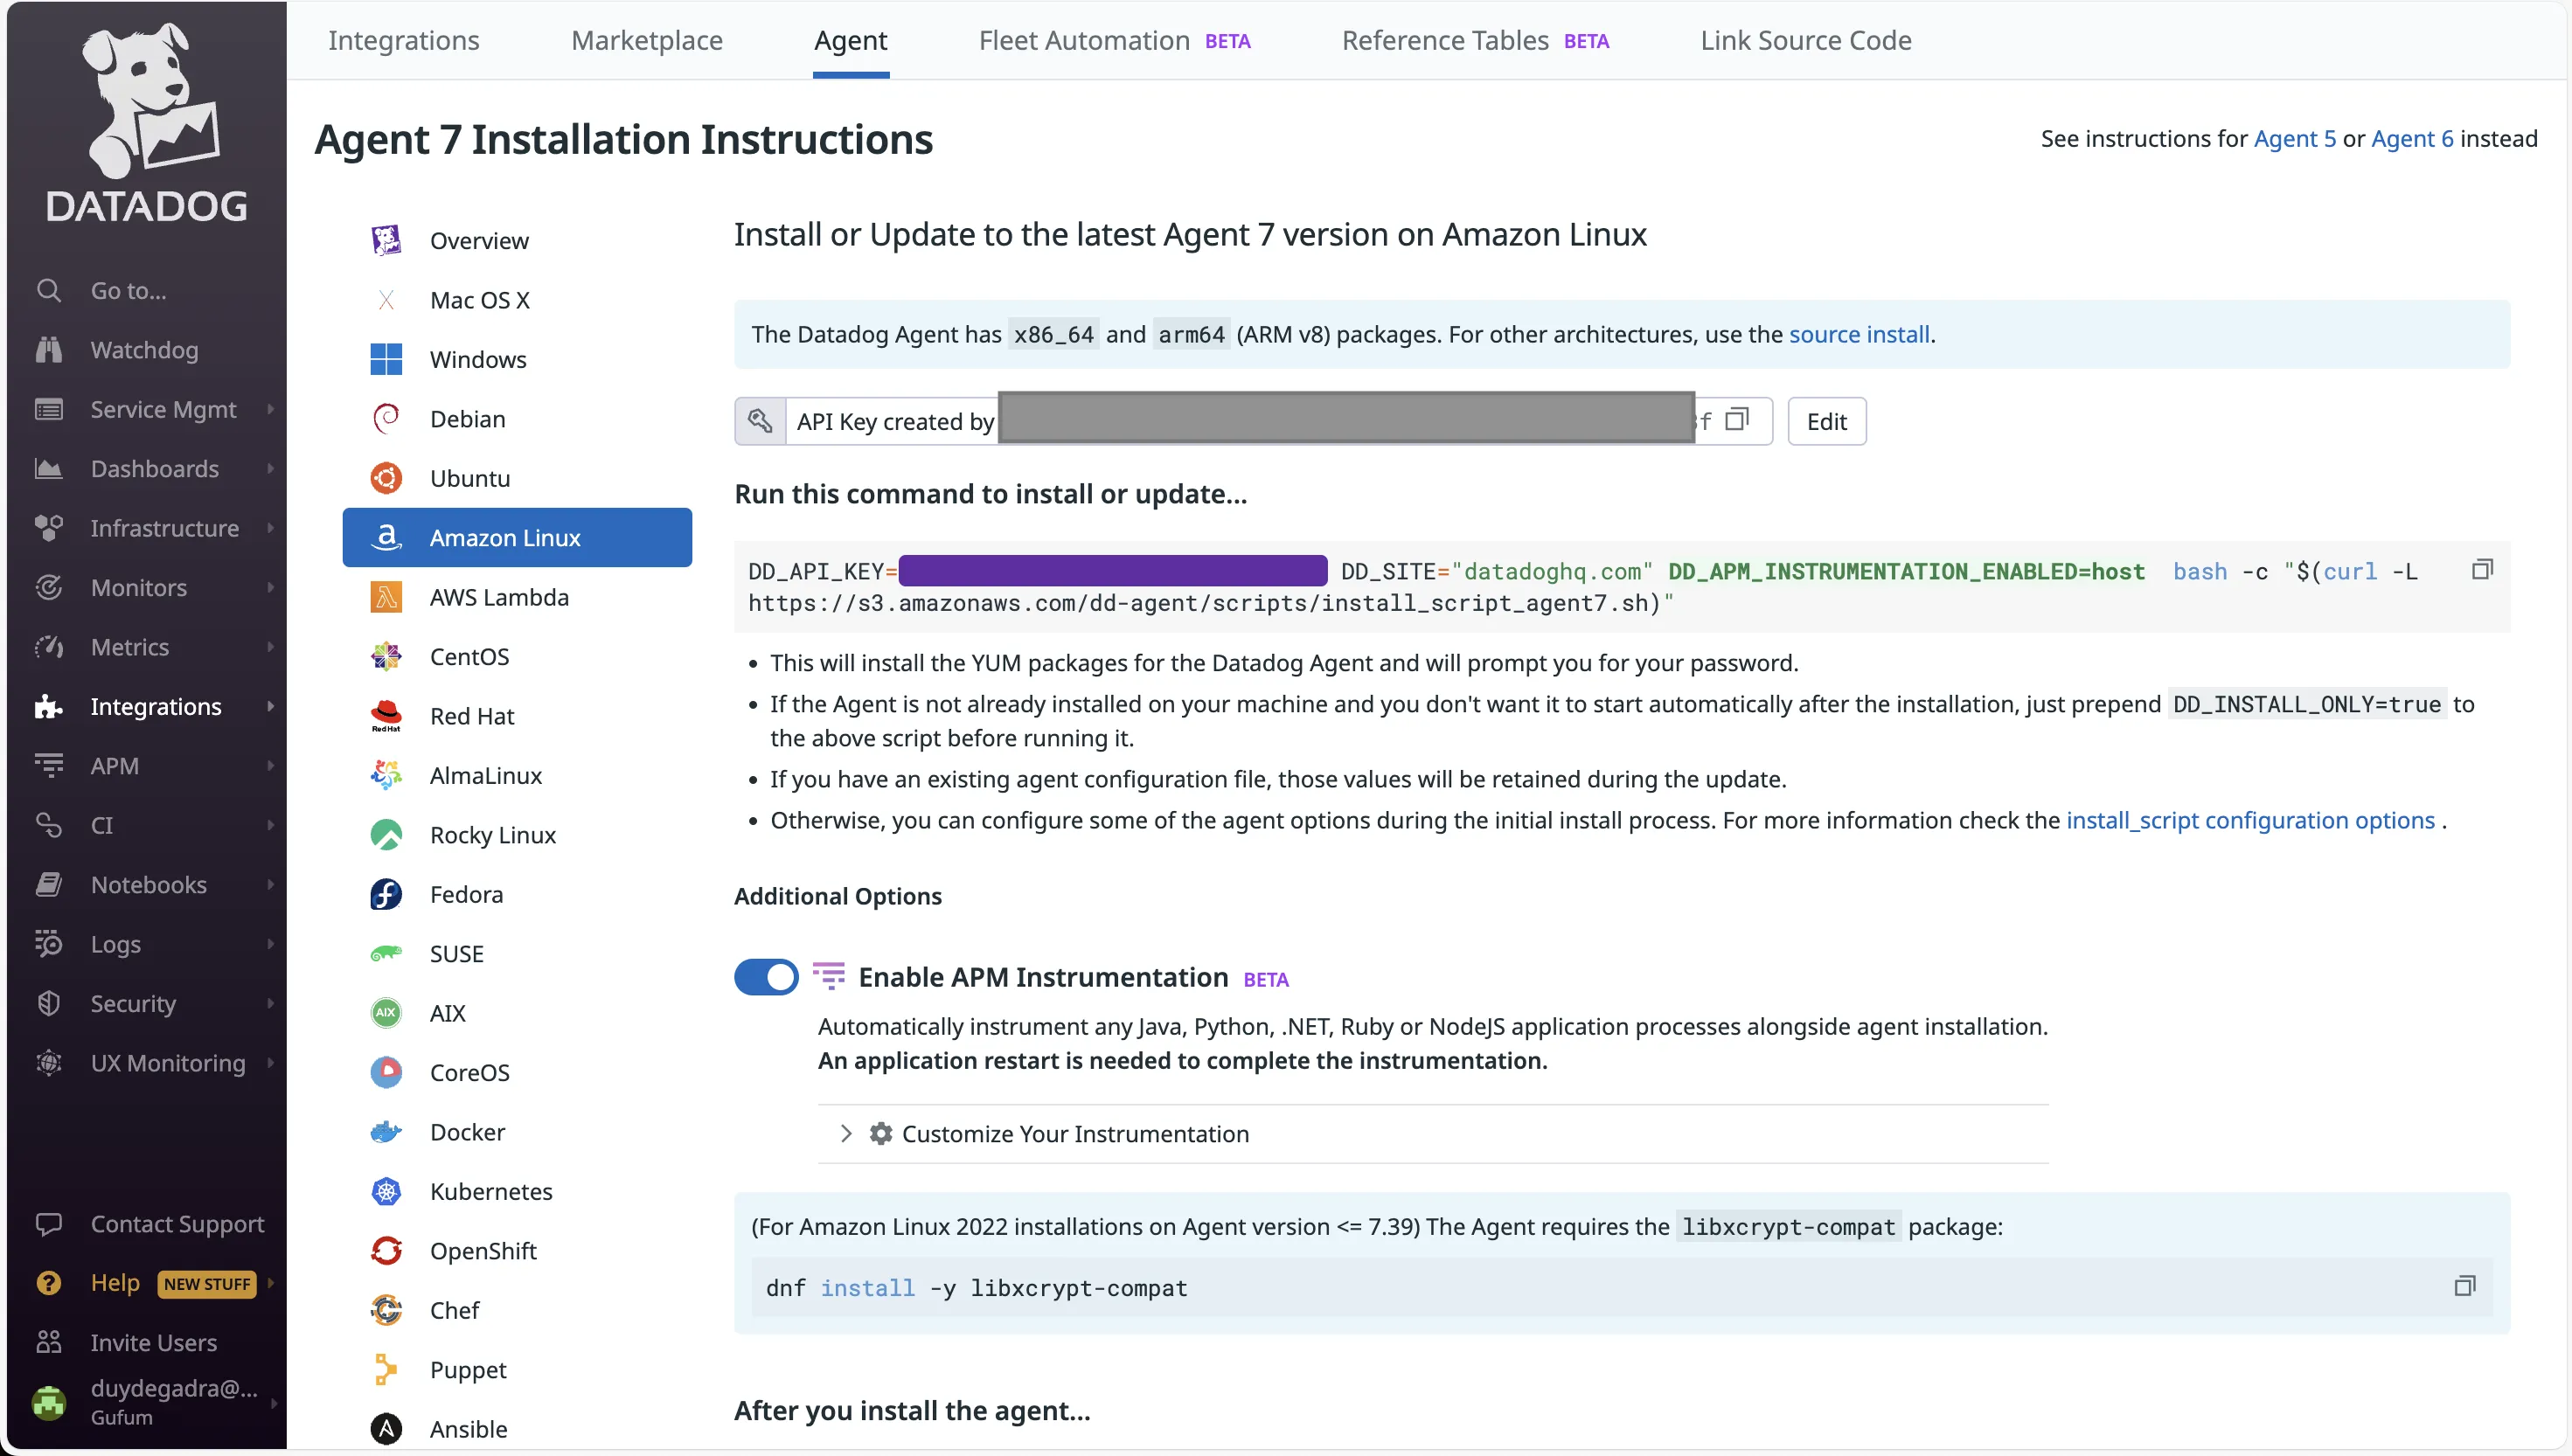 DATADOG
Go to...
Watchdog
Service Mgmt
Dashboards
Infrastructure
Monitors
Metrics
Integrations
APM
CI
Notebooks
Logs
Security
UX Monitoring
Contact Support
Help NEW STUFF
Invite Users
duydegadra@...
Gufum
Integrations
Marketplace
Agent
Fleet Automation BETA
Reference Tables BETA
Link Source Code
Agent 7 Installation Instructions
See instructions for Agent 5 or Agent 6 instead
Overview
Mac OS X
Windows
Debian
Ubuntu
Amazon Linux
AWS Lambda
CentOS
Red Hat
AlmaLinux
Rocky Linux
Fedora
SUSE
AIX
CoreOS
Docker
Kubernetes
OpenShift
Chef
Puppet
Ansible
Install or Update to the latest Agent 7 version on Amazon Linux
The Datadog Agent has x86_64 and arm64 (ARM v8) packages. For other architectures, use the source install.
API Key created by
Edit
Run this command to install or update...
DD_API_KEY= DD_SITE="datadoghq.com" DD_APM_INSTRUMENTATION_ENABLED=host bash -c "$(curl -L
https://s3.amazonaws.com/dd-agent/scripts/install_script_agent7.sh)"
• This will install the YUM packages for the Datadog Agent and will prompt you for your password.
• If the Agent is not already installed on your machine and you don't want it to start automatically after the installation, just prepend DD_INSTALL_ONLY=true to
the above script before running it.
• If you have an existing agent configuration file, those values will be retained during the update.
• Otherwise, you can configure some of the agent options during the initial install process. For more information check the install_script configuration options .
Additional Options
Enable APM Instrumentation BETA
Automatically instrument any Java, Python, .NET, Ruby or NodeJS application processes alongside agent installation.
An application restart is needed to complete the instrumentation.
Customize Your Instrumentation
(For Amazon Linux 2022 installations on Agent version <= 7.39) The Agent requires the libxcrypt-compat package:
dnf install -y libxcrypt-compat
After you install the agent...